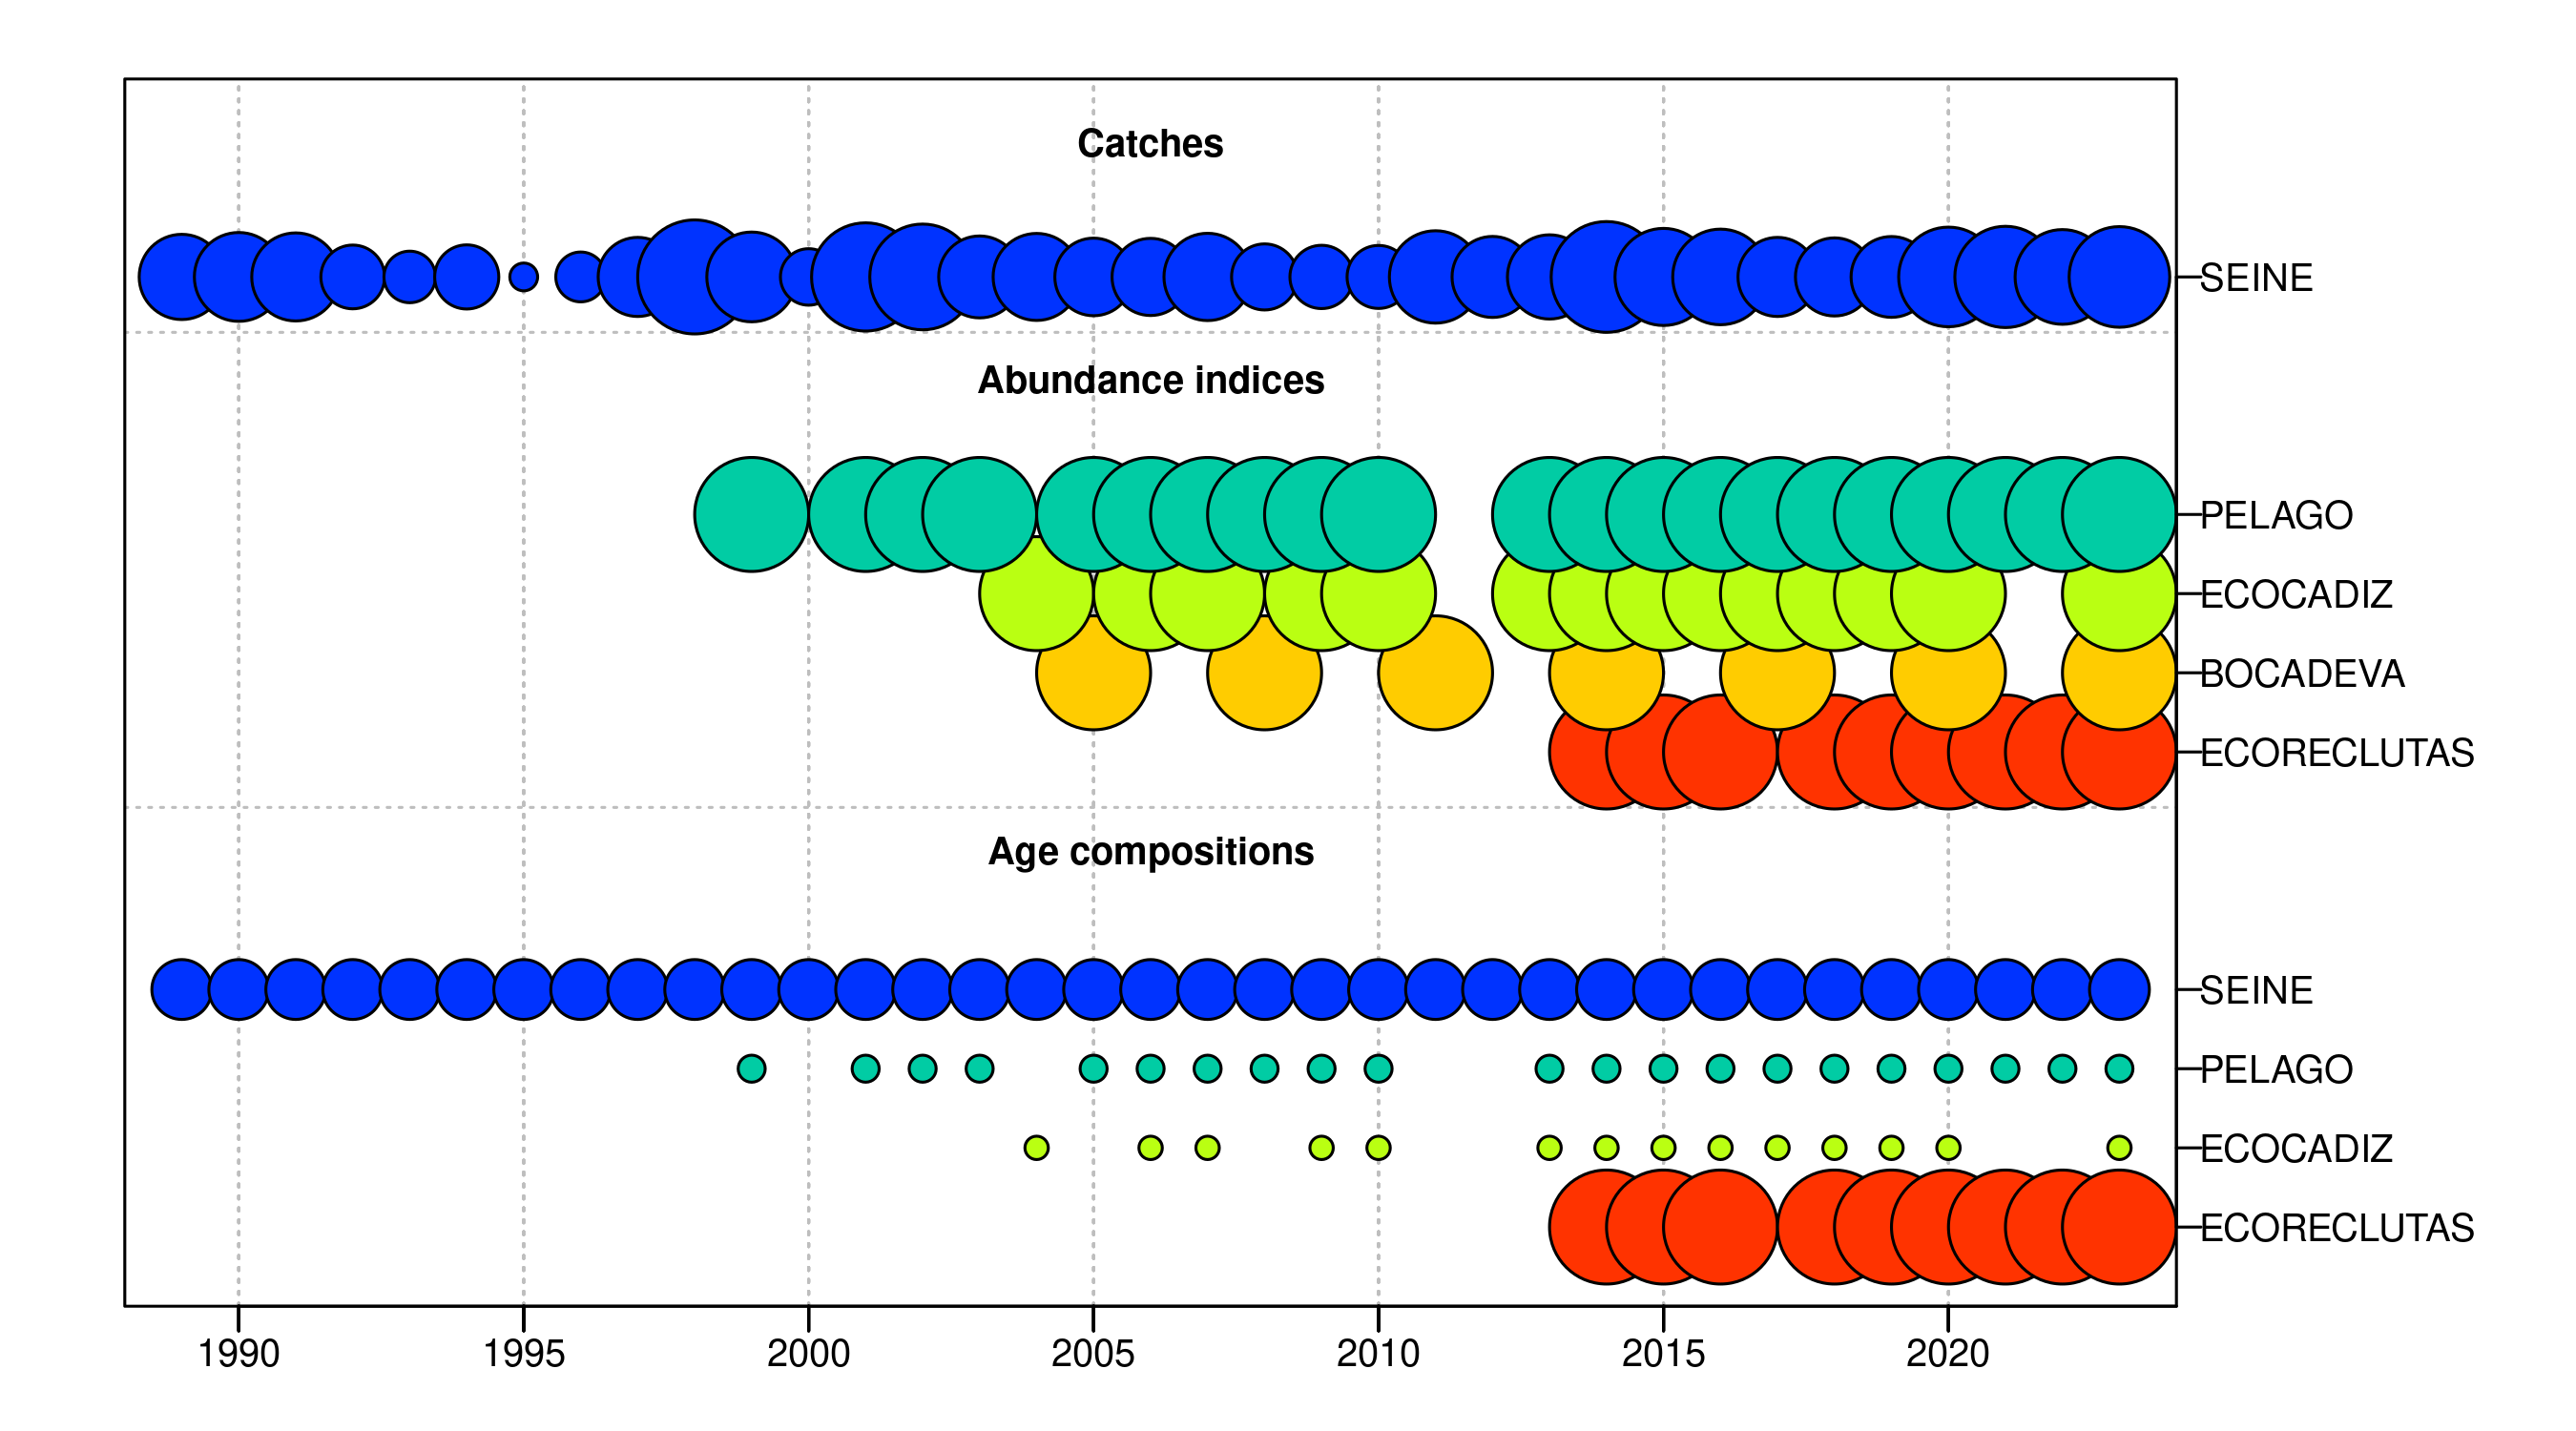 Catches
SEINE
Abundance indices
PELAGO
ECOCADIZ
BOCADEVA
ECORECLUTAS
Age compositions
SEINE
PELAGO
ECOCADIZ
ECORECLUTAS
1990 1995 2000 2005 2010 2015 2020